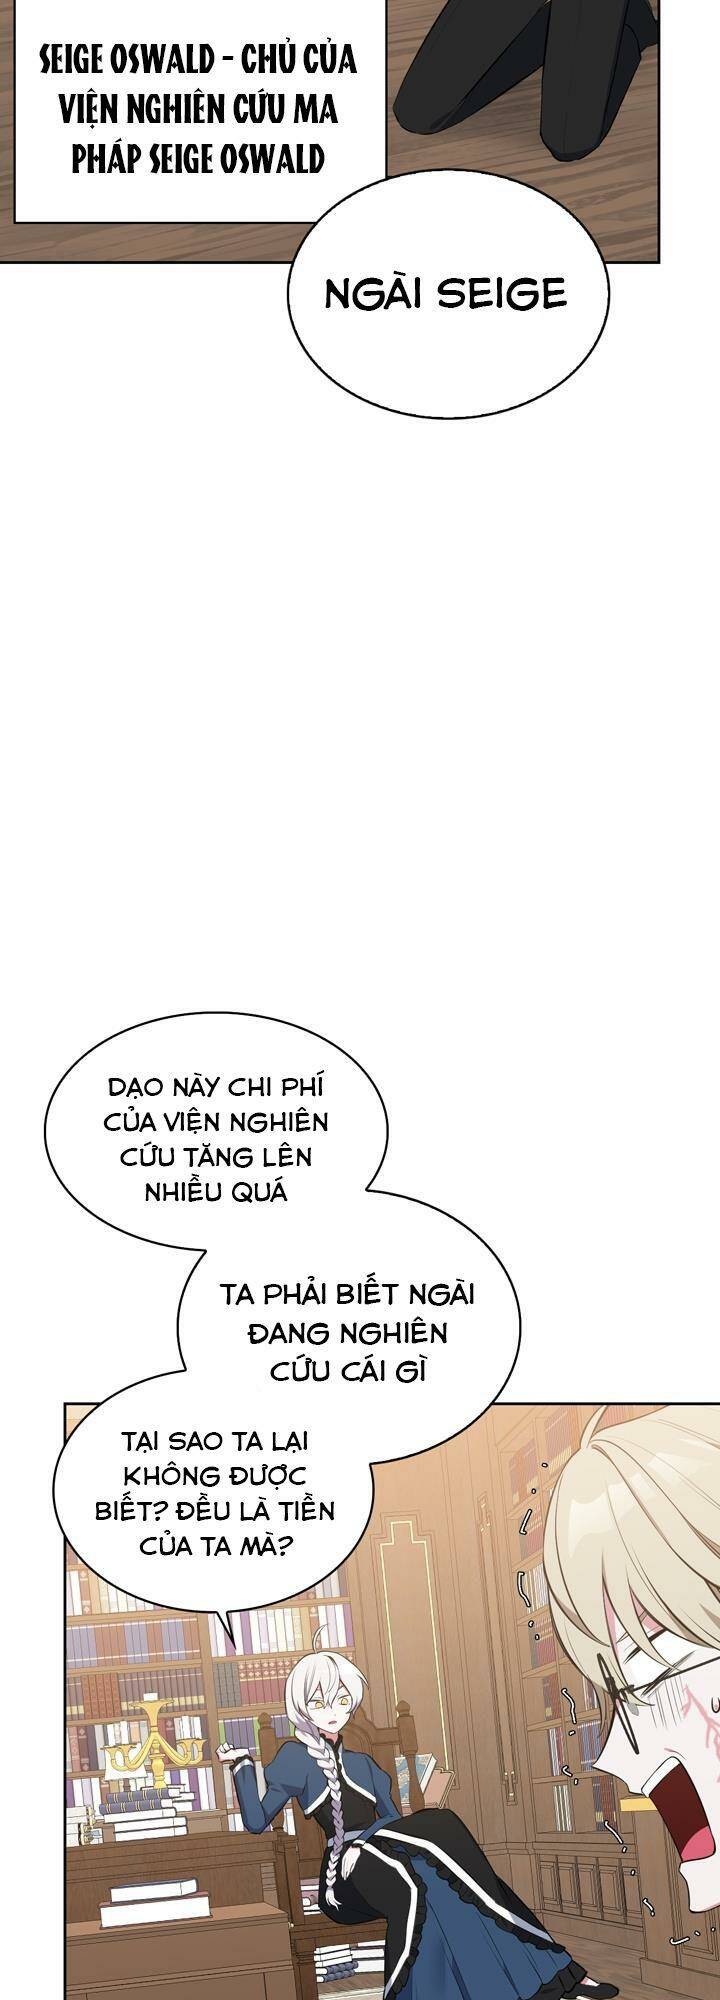 SEIGE OSWALD - CHỦ CỦA
VIỆN NGHIÊN CỨU MA
PHÁP SEIGE OSWALD
NGÀI SEIGE
DẠO NÀY CHI PHÍ
CỦA VIỆN NGHIÊN
CỨU TĂNG LÊN
NHIỀU QUÁ
TA PHẢI BIẾT NGÀI
ĐANG NGHIÊN
CỨU CÁI GÌ
TẠI SAO TA LẠI
KHÔNG ĐƯỢC
BIẾT? ĐỀU LÀ TIỀN
CỦA TA MÀ?